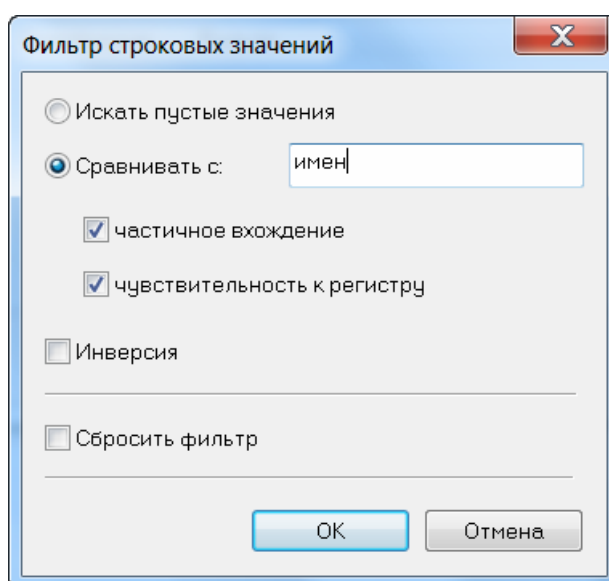 Фильтр строковых значений
Искать пустые значения
Сравнивать с: имен
частичное вхождение
чувствительность к регистру
Инверсия
Сбросить фильтр
OK Отмена